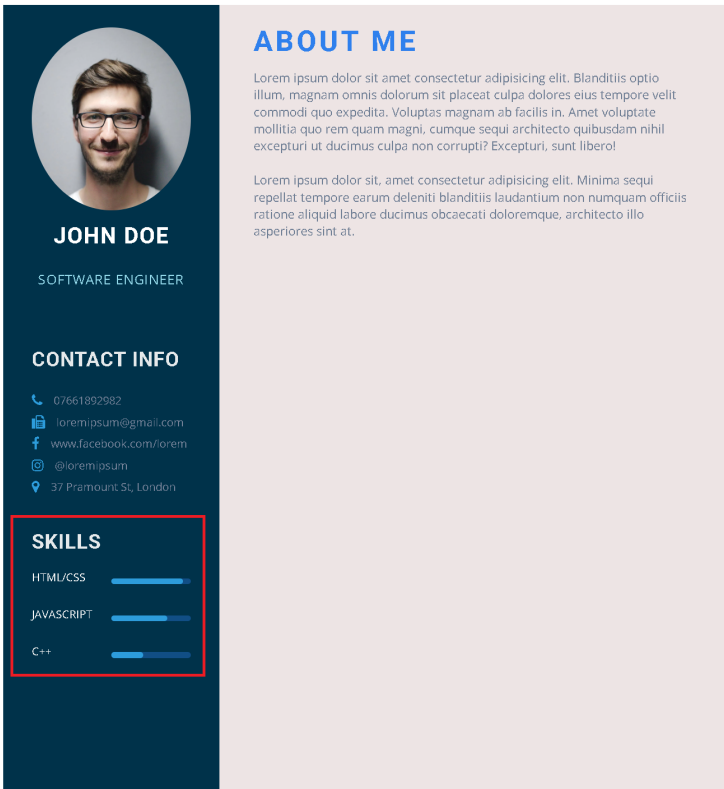 JOHN DOE
SOFTWARE ENGINEER
CONTACT INFO
07661892982
loremipsum@gmail.com
www.facebook.com/lorem
@loremipsum
37 Pramount St, London
SKILLS
HTML/CSS
JAVASCRIPT
C++
ABOUT ME
Lorem ipsum dolor sit amet consectetur adipisicing elit. Blanditiis optio
illum, magnam omnis dolorum sit placeat culpa dolores eius tempore velit
commodi quo expedita. Voluptas magnam ab facilis in. Amet voluptate
mollitia quo rem quam magni, cumque sequi architecto quibusdam nihil
excepturi ut ducimus culpa non corrupti? Excepturi, sunt libero!
Lorem ipsum dolor sit, amet consectetur adipisicing elit. Minima sequi
repellat tempore earum deleniti blanditiis laudantium non numquam officiis
ratione aliquid labore ducimus obcaecati doloremque, architecto illo
asperiores sint at.